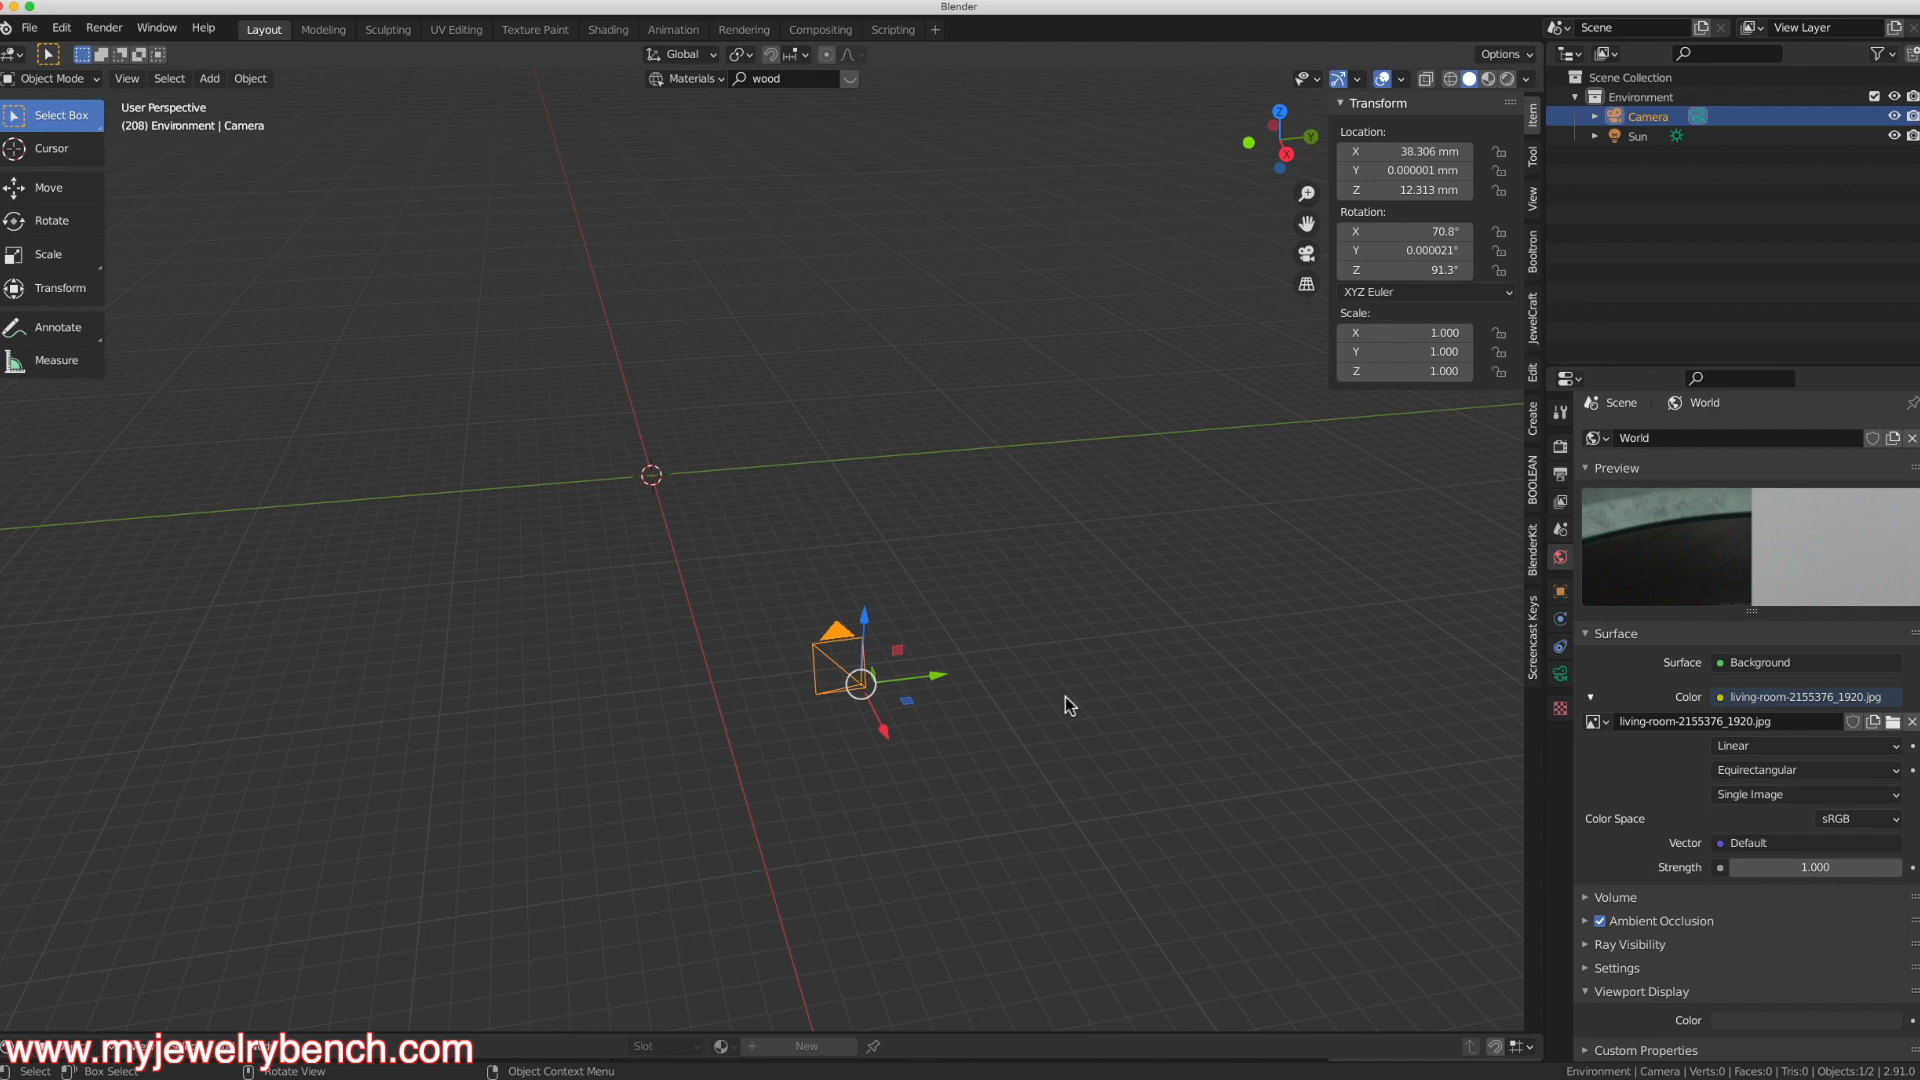 Blender
File Edit Render Window Help Layout Modeling Sculpting UV Editing Texture Paint Shading Animation Rendering Compositing Scripting + Scene View Layer
Global Options
Object Mode View Select Add Object Materials wood
Select Box
Cursor
Move
Rotate
Scale
Transform
Annotate
Measure
User Perspective
(208) Environment | Camera
Z
Y
X
Transform
Location:
X 38.306 mm
Y 0.000001 mm
Z 12.313 mm
Rotation:
X 70.8°
Y 0.000021°
Z 91.3°
XYZ Euler
Scale:
X 1.000
Y 1.000
Z 1.000
Item
Tool
View
Booltron
JewelCraft
Edit
Create
BOOLEAN
BlenderKit
Screencast Keys
Scene Collection
Environment
Camera
Sun
Scene World
World
Preview
Surface
Surface Background
Color living-room-2155376_1920.jpg
living-room-2155376_1920.jpg
Linear
Equirectangular
Single Image
Color Space sRGB
Vector Default
Strength 1.000
Volume
Ambient Occlusion
Ray Visibility
Settings
Viewport Display
Color
Custom Properties
www.myjewelrybench.com
Slot + New
Select Box Select Rotate View Object Context Menu Environment | Camera | Verts:0 | Faces:0 | Tris:0 | Objects:1/2 | 2.91.0